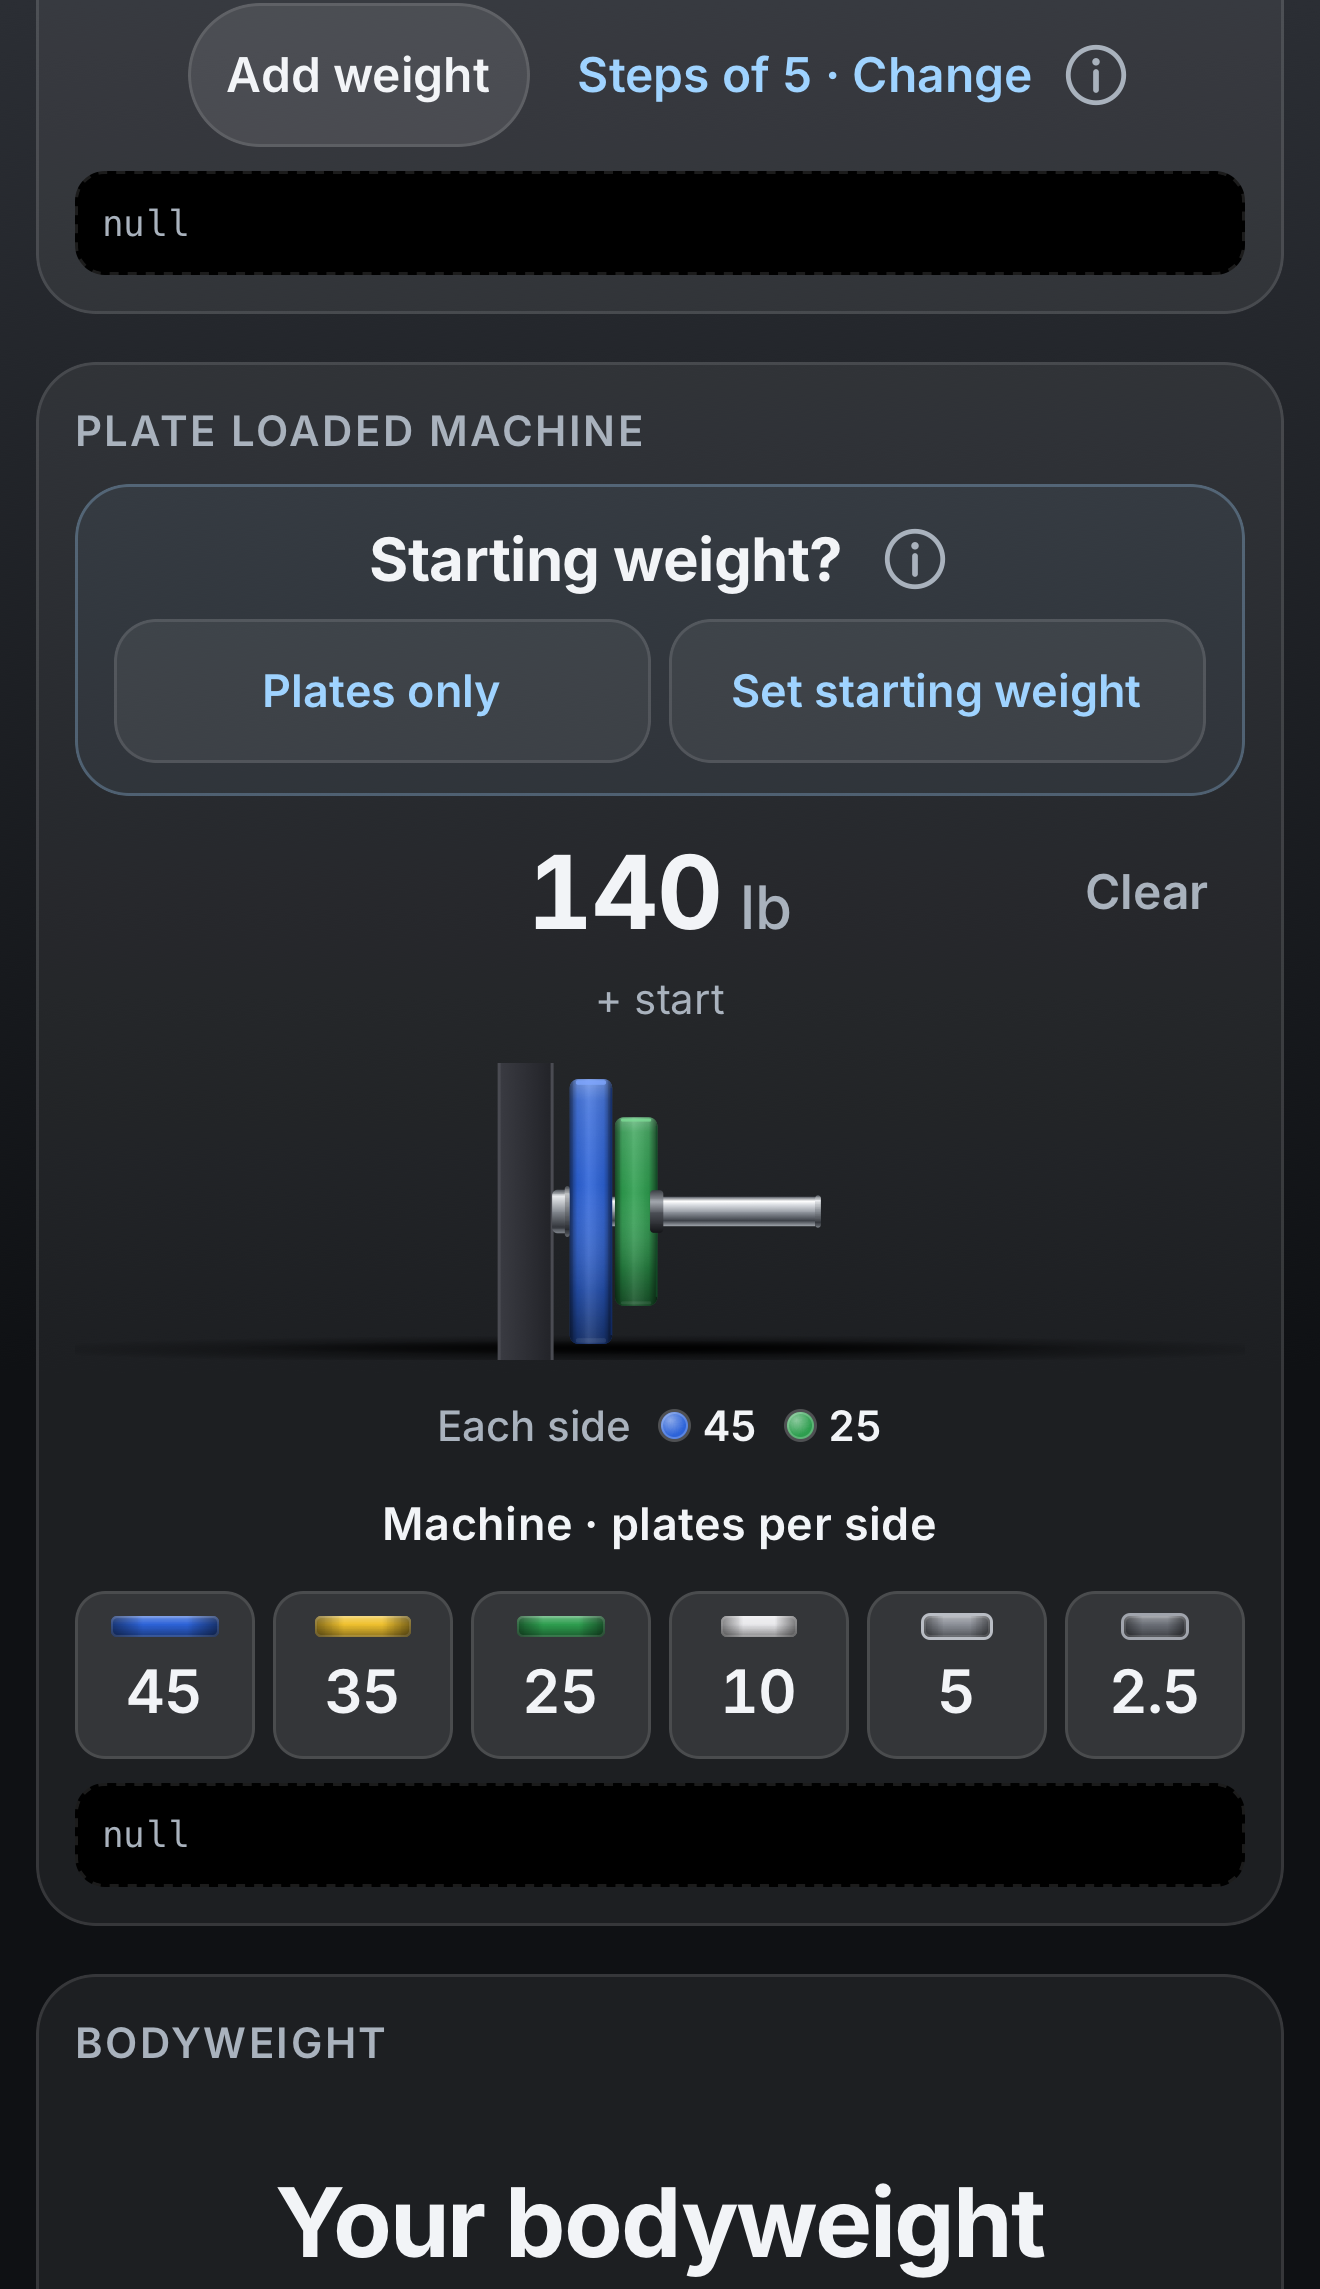 Add weight Steps of 5 · Change
null
PLATE LOADED MACHINE
Starting weight?
Plates only Set starting weight
140 lb Clear
+ start
Each side 45 25
Machine · plates per side
45 35 25 10 5 2.5
null
BODYWEIGHT
Your bodyweight